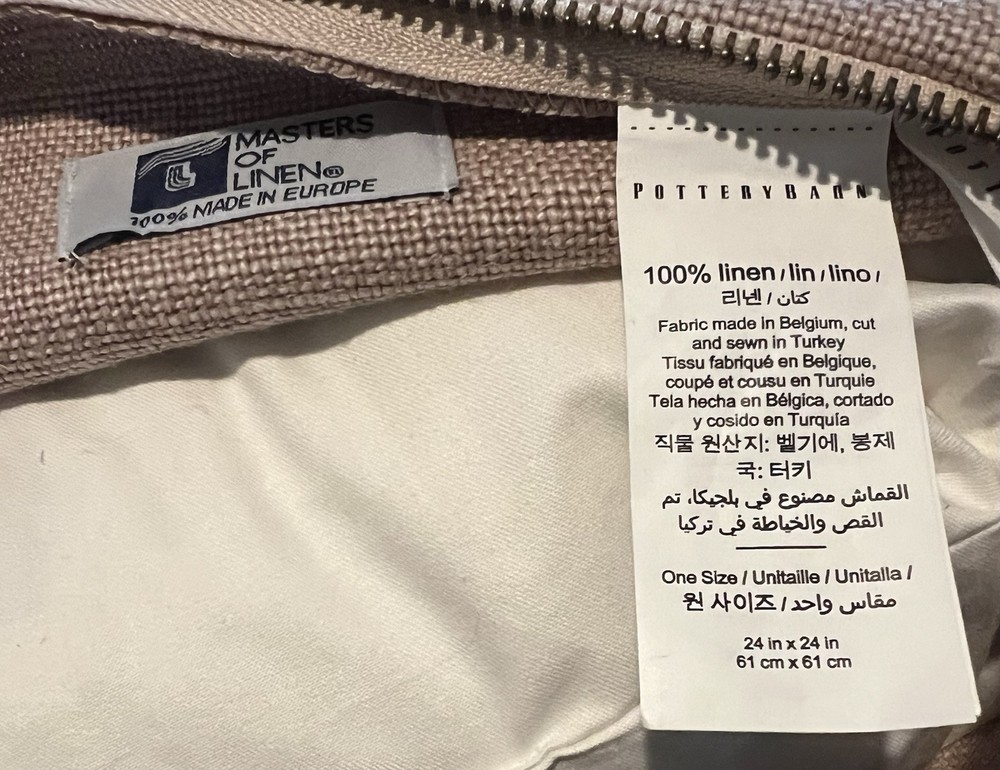 MASTERS
OF
LINEN®
100% MADE IN EUROPE
POTTERYBARN
100% linen / lin / lino /
리넨 / كتان
Fabric made in Belgium, cut
and sewn in Turkey
Tissu fabriqué en Belgique,
coupé et cousu en Turquie
Tela hecha en Bélgica, cortado
y cosido en Turquía
직물 원산지: 벨기에, 봉제
국: 터키
القماش مصنوع في بلجيكا، تم
القص والخياطة في تركيا
One Size / Unitaille / Unitalla /
원 사이즈 / مقاس واحد
24 in x 24 in
61 cm x 61 cm